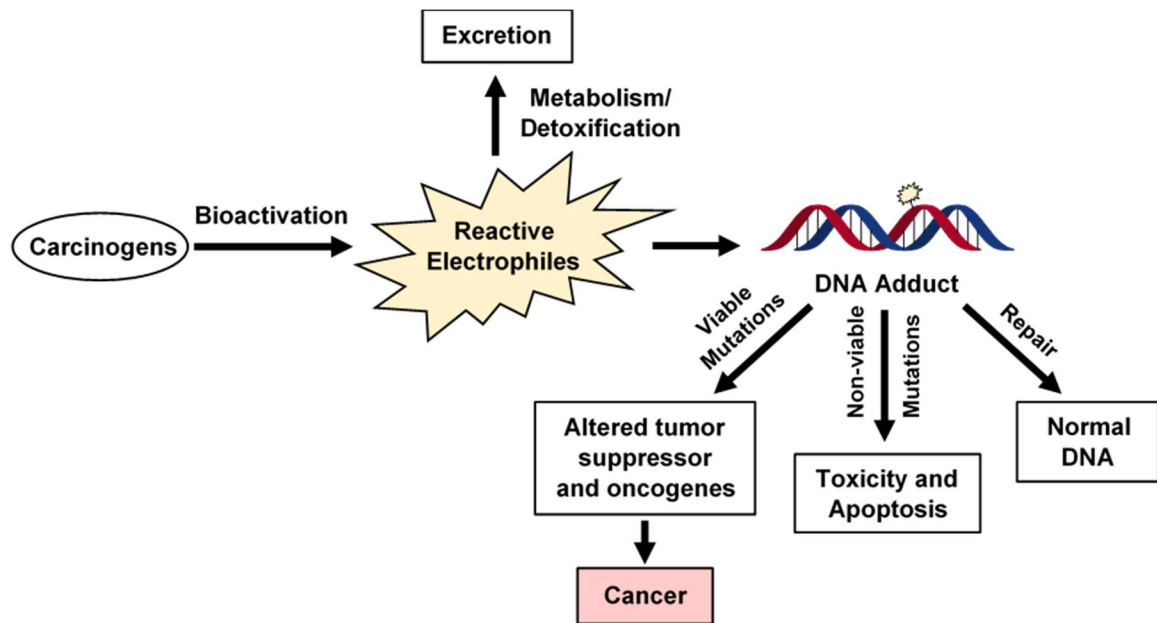 Excretion
Metabolism/
Detoxification
Bioactivation
Carcinogens
Reactive
Electrophiles
DNA Adduct
Viable
Mutations
Non-viable
Mutations
Repair
Altered tumor
suppressor
and oncogenes
Toxicity and
Apoptosis
Normal
DNA
Cancer